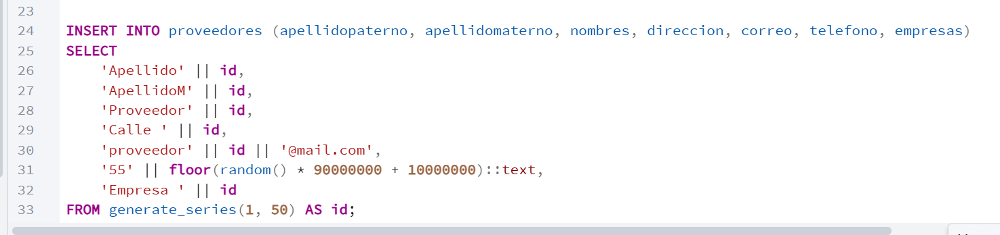 23
24 INSERT INTO proveedores (apellidopaterno, apellidomaterno, nombres, direccion, correo, telefono, empresas)
25 SELECT
26     'Apellido' || id,
27     'ApellidoM' || id,
28     'Proveedor' || id,
29     'Calle ' || id,
30     'proveedor' || id || '@mail.com',
31     '55' || floor(random() * 90000000 + 10000000)::text,
32     'Empresa ' || id
33 FROM generate_series(1, 50) AS id;